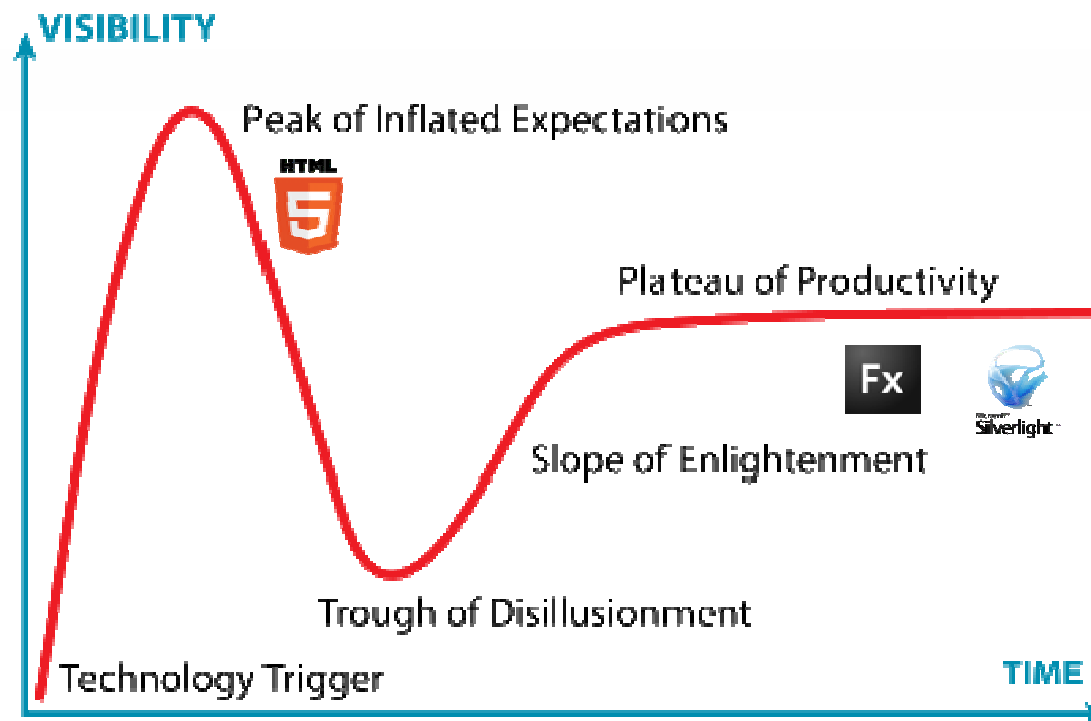 VISIBILITY
Peak of Inflated Expectations
HTML
5
Plateau of Productivity
Fx
Microsoft
Silverlight
Slope of Enlightenment
Trough of Disillusionment
Technology Trigger
TIME